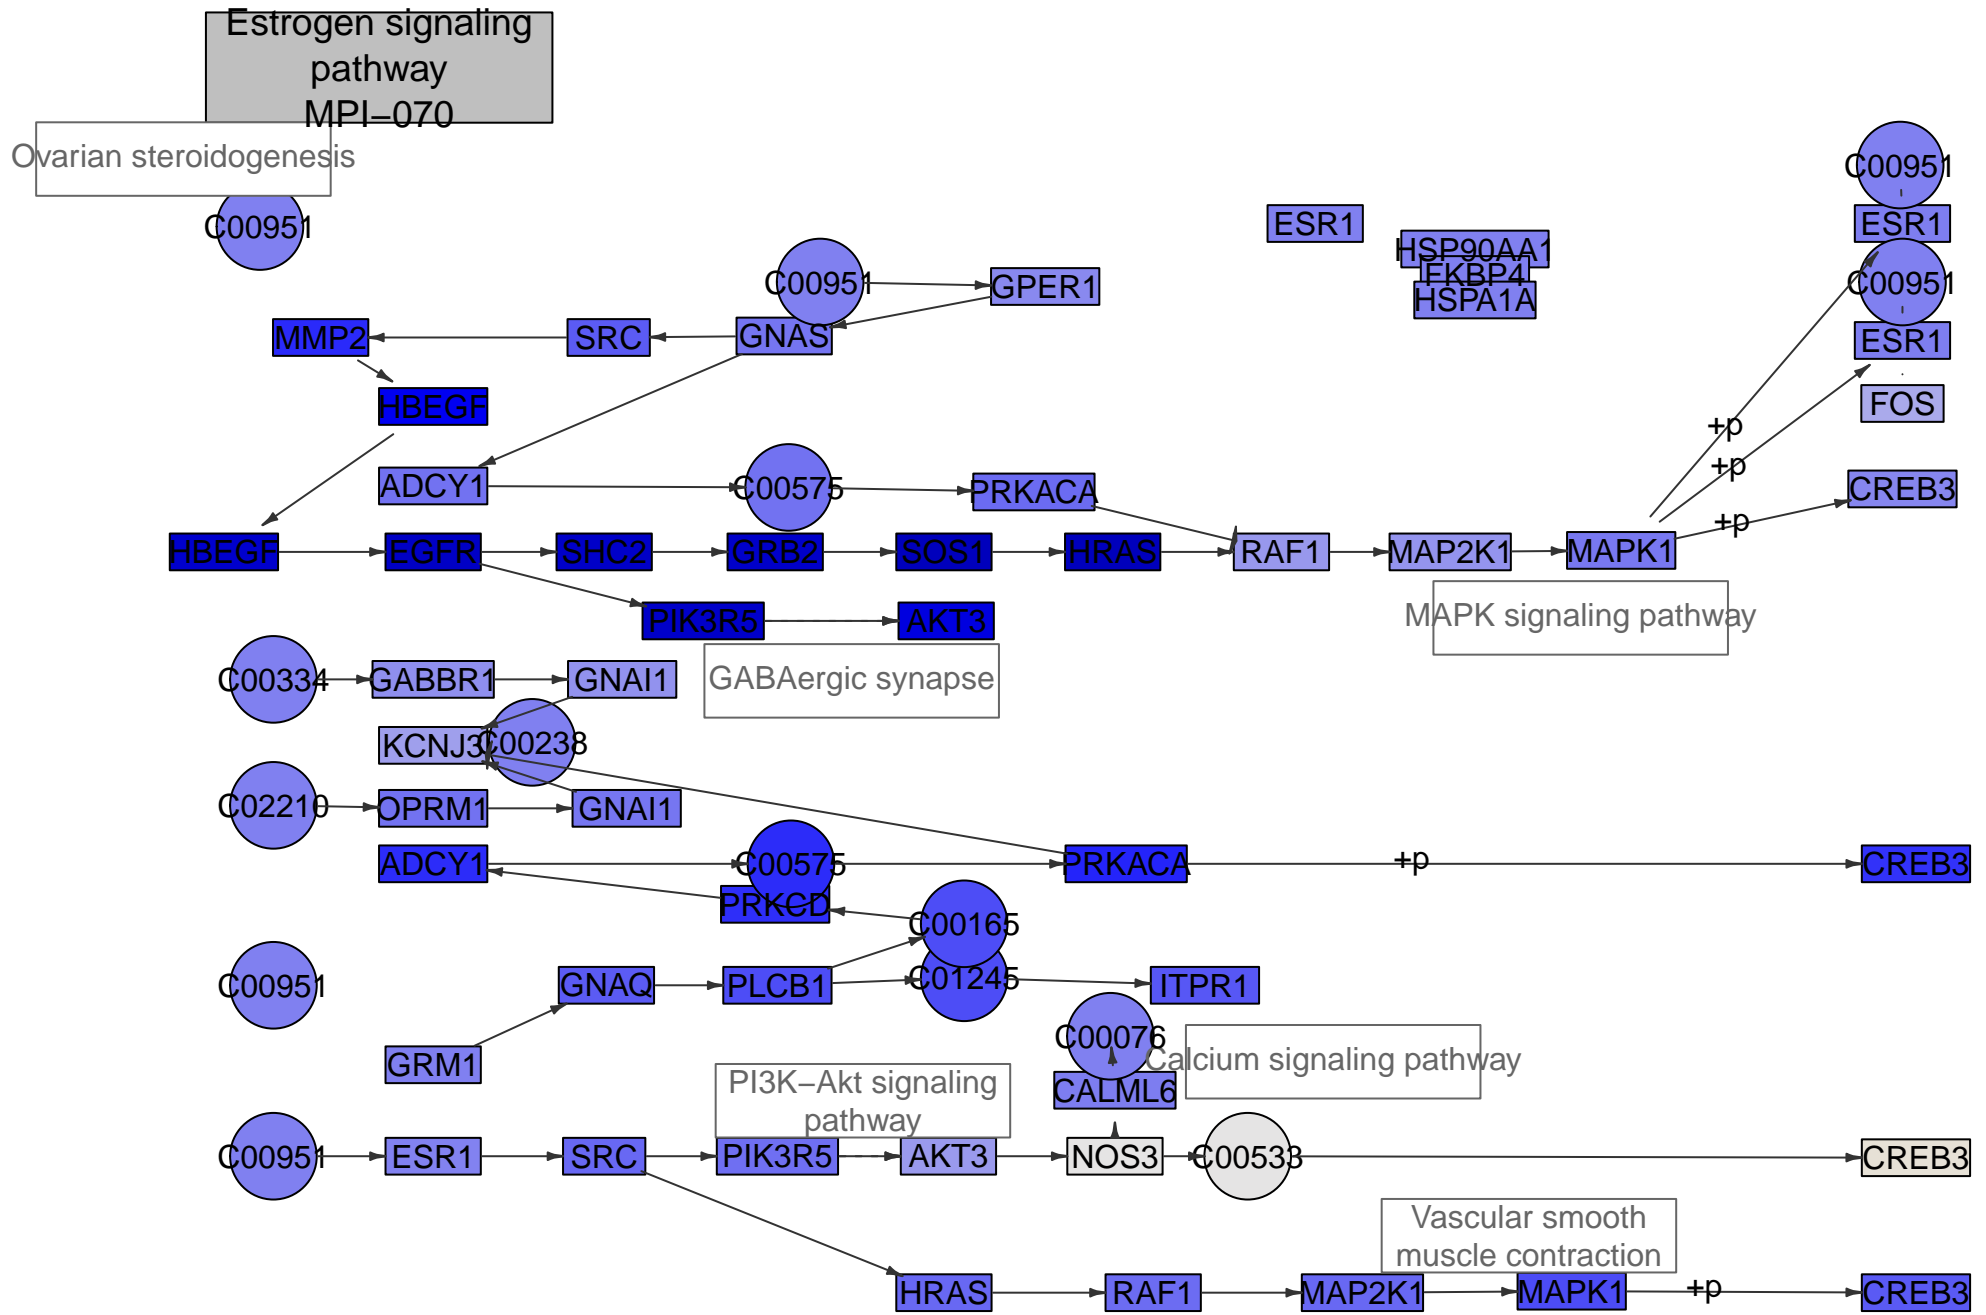 Estrogen signaling
pathway
MPI−070
Ovarian steroidogenesis
C00951
C00951
ESR1
C00951
ESR1
HSP90AA1
FKBP4
HSPA1A
C00951
GPER1
C00951
MMP2
SRC
GNAS
ESR1
HBEGF
FOS
+p
+p
ADCY1
C00575
PRKACA
CREB3
+p
HBEGF
EGFR
SHC2
GRB2
SOS1
HRAS
RAF1
MAP2K1
MAPK1
PIK3R5
AKT3
MAPK signaling pathway
C00334
GABBR1
GNAI1
GABAergic synapse
KCNJ3
C00238
C02210
OPRM1
GNAI1
ADCY1
C00575
PRKACA
+p
CREB3
PRKCD
C00165
C00951
GNAQ
PLCB1
C01245
ITPR1
C00076
Calcium signaling pathway
GRM1
CALML6
PI3K−Akt signaling
pathway
C00951
ESR1
SRC
PIK3R5
AKT3
NOS3
C00533
CREB3
Vascular smooth
muscle contraction
HRAS
RAF1
MAP2K1
MAPK1
+p
CREB3